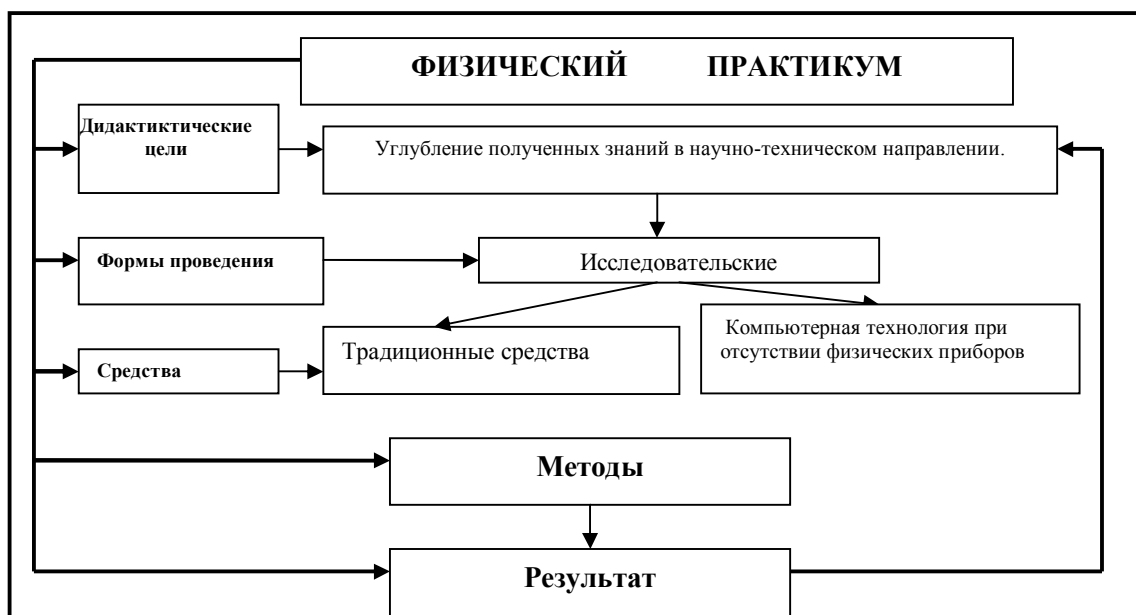 ФИЗИЧЕСКИЙ ПРАКТИКУМ
Дидактиктические
цели
Углубление полученных знаний в научно-техническом направлении.
Формы проведения
Исследовательские
Средства
Традиционные средства
Компьютерная технология при
отсутствии физических приборов
Методы
Результат